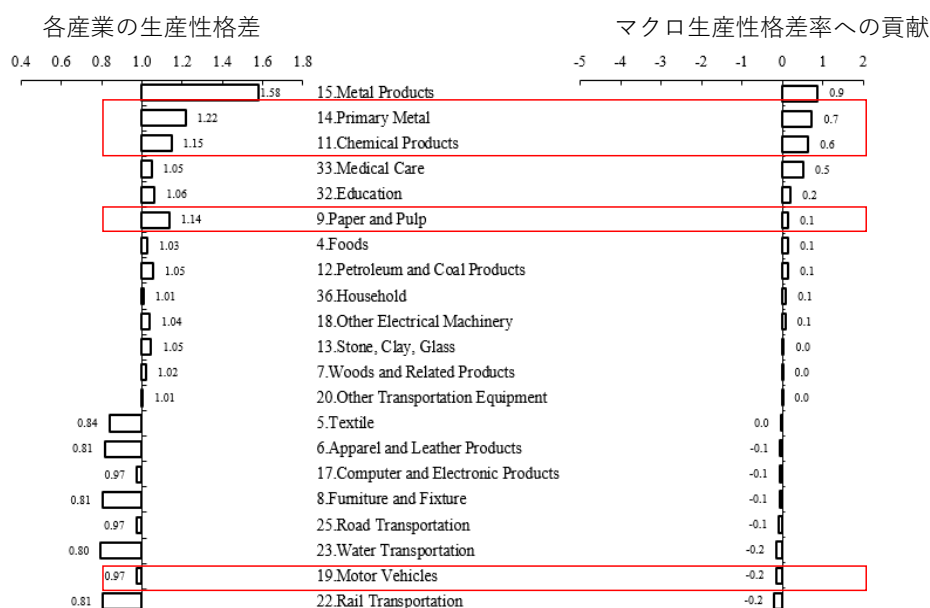 各産業の生産性格差 マクロ生産性格差率への貢献
0.4 0.6 0.8 1.0 1.2 1.4 1.6 1.8 -5 -4 -3 -2 -1 0 1 2
1.58 15.Metal Products 0.9
1.22 14.Primary Metal 0.7
1.15 11.Chemical Products 0.6
1.05 33.Medical Care 0.5
1.06 32.Education 0.2
1.14 9.Paper and Pulp 0.1
1.03 4.Foods 0.1
1.05 12.Petroleum and Coal Products 0.1
1.01 36.Household 0.1
1.04 18.Other Electrical Machinery 0.1
1.05 13.Stone, Clay, Glass 0.0
1.02 7.Woods and Related Products 0.0
1.01 20.Other Transportation Equipment 0.0
0.84 5.Textile 0.0
0.81 6.Apparel and Leather Products -0.1
0.97 17.Computer and Electronic Products -0.1
0.81 8.Furniture and Fixture -0.1
0.97 25.Road Transportation -0.1
0.80 23.Water Transportation -0.2
0.97 19.Motor Vehicles -0.2
0.81 22.Rail Transportation -0.2